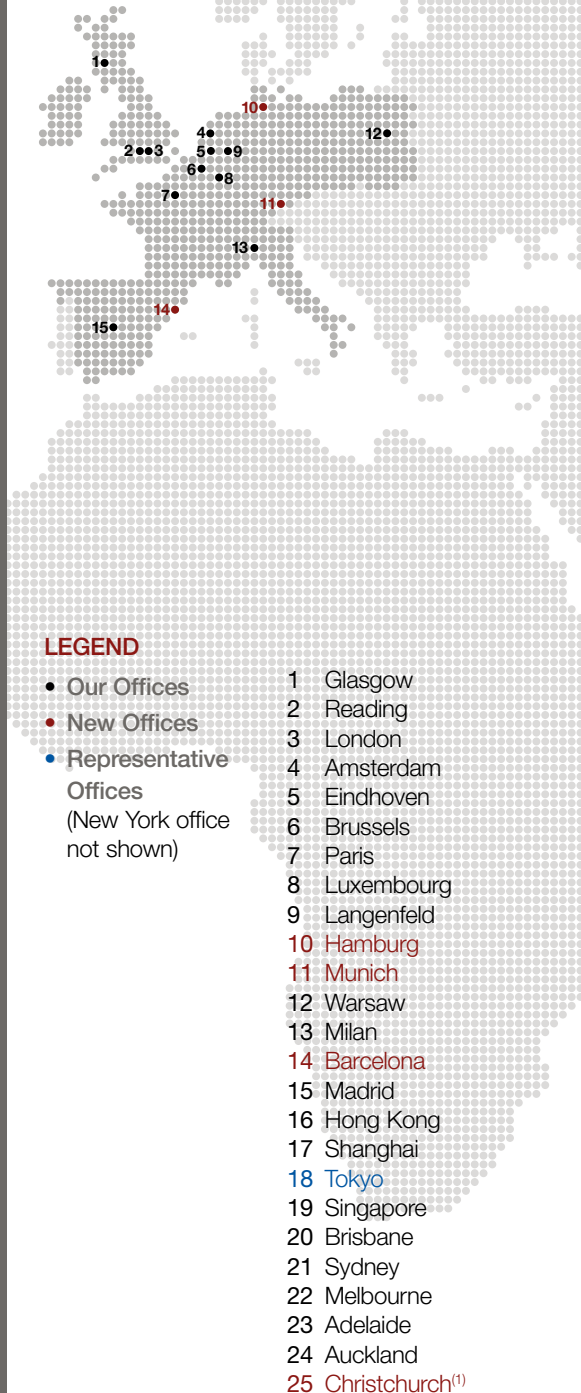 1
10
4
12
2 3
5 9
6
8
7
11
13
14
15
LEGEND
• Our Offices
• New Offices
• Representative
Offices
(New York office
not shown)
1 Glasgow
2 Reading
3 London
4 Amsterdam
5 Eindhoven
6 Brussels
7 Paris
8 Luxembourg
9 Langenfeld
10 Hamburg
11 Munich
12 Warsaw
13 Milan
14 Barcelona
15 Madrid
16 Hong Kong
17 Shanghai
18 Tokyo
19 Singapore
20 Brisbane
21 Sydney
22 Melbourne
23 Adelaide
24 Auckland
25 Christchurch(1)